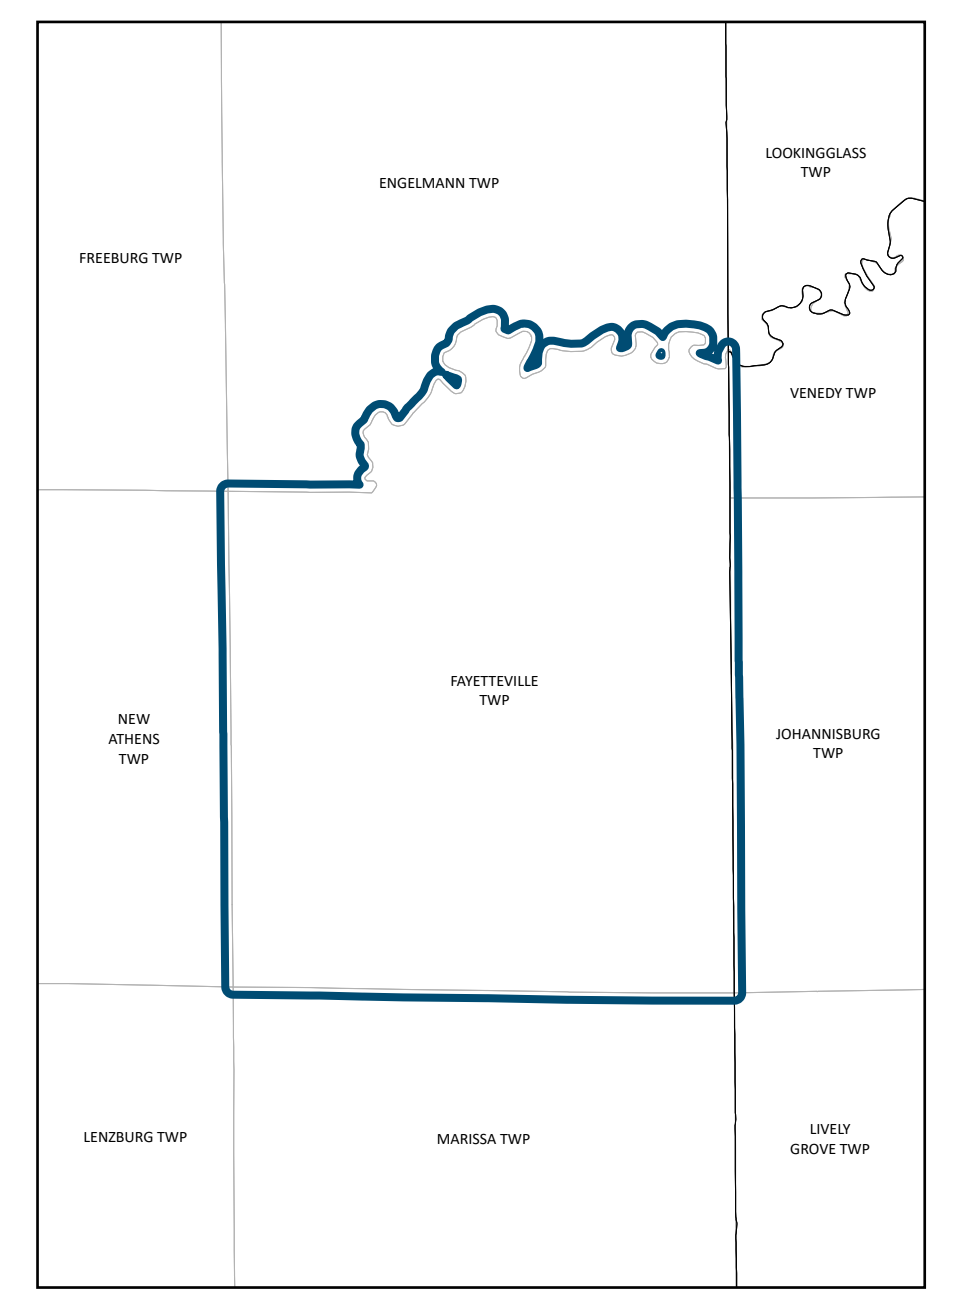 LOOKINGGLASS
TWP
ENGELMANN TWP
FREEBURG TWP
VENEDY TWP
FAYETTEVILLE
TWP
NEW
ATHENS
TWP
JOHANNISBURG
TWP
LENZBURG TWP
MARISSA TWP
LIVELY
GROVE TWP